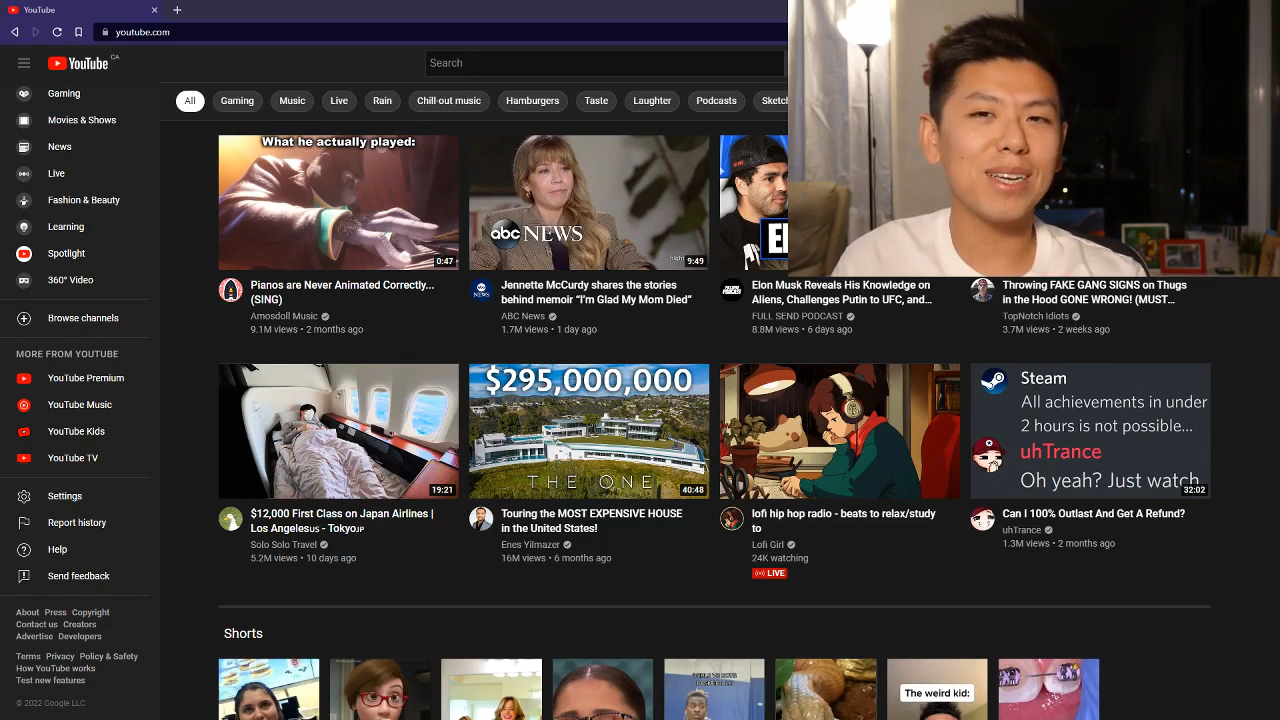 YouTube
youtube.com
YouTube CA
Search
Gaming
Movies & Shows
News
Live
Fashion & Beauty
Learning
Spotlight
360° Video
Browse channels
MORE FROM YOUTUBE
YouTube Premium
YouTube Music
YouTube Kids
YouTube TV
Settings
Report history
Help
Send feedback
About Press Copyright
Contact us Creators
Advertise Developers
Terms Privacy Policy & Safety
How YouTube works
Test new features
© 2022 Google LLC
All Gaming Music Live Rain Chill-out music Hamburgers Taste Laughter Podcasts Sketch
What he actually played:
0:47
Pianos are Never Animated Correctly...
(SING)
Amosdoll Music
9.1M views • 2 months ago
abc NEWS
9:49
Jennette McCurdy shares the stories
behind memoir “I'm Glad My Mom Died”
ABC News
1.7M views • 1 day ago
Elon Musk Reveals His Knowledge on
Aliens, Challenges Putin to UFC, and...
FULL SEND PODCAST
8.8M views • 6 days ago
Throwing FAKE GANG SIGNS on Thugs
in the Hood GONE WRONG! (MUST...
TopNotch Idiots
3.7M views • 2 weeks ago
19:21
$12,000 First Class on Japan Airlines |
Los Angelesus - Tokyojp
Solo Solo Travel
5.2M views • 10 days ago
$295,000,000
THE ONE
40:48
Touring the MOST EXPENSIVE HOUSE
in the United States!
Enes Yilmazer
16M views • 6 months ago
lofi hip hop radio - beats to relax/study
to
Lofi Girl
24K watching
LIVE
Steam
All achievements in under
2 hours is not possible...
uhTrance
Oh yeah? Just watch
32:02
Can I 100% Outlast And Get A Refund?
uhTrance
1.3M views • 2 months ago
Shorts
The weird kid: